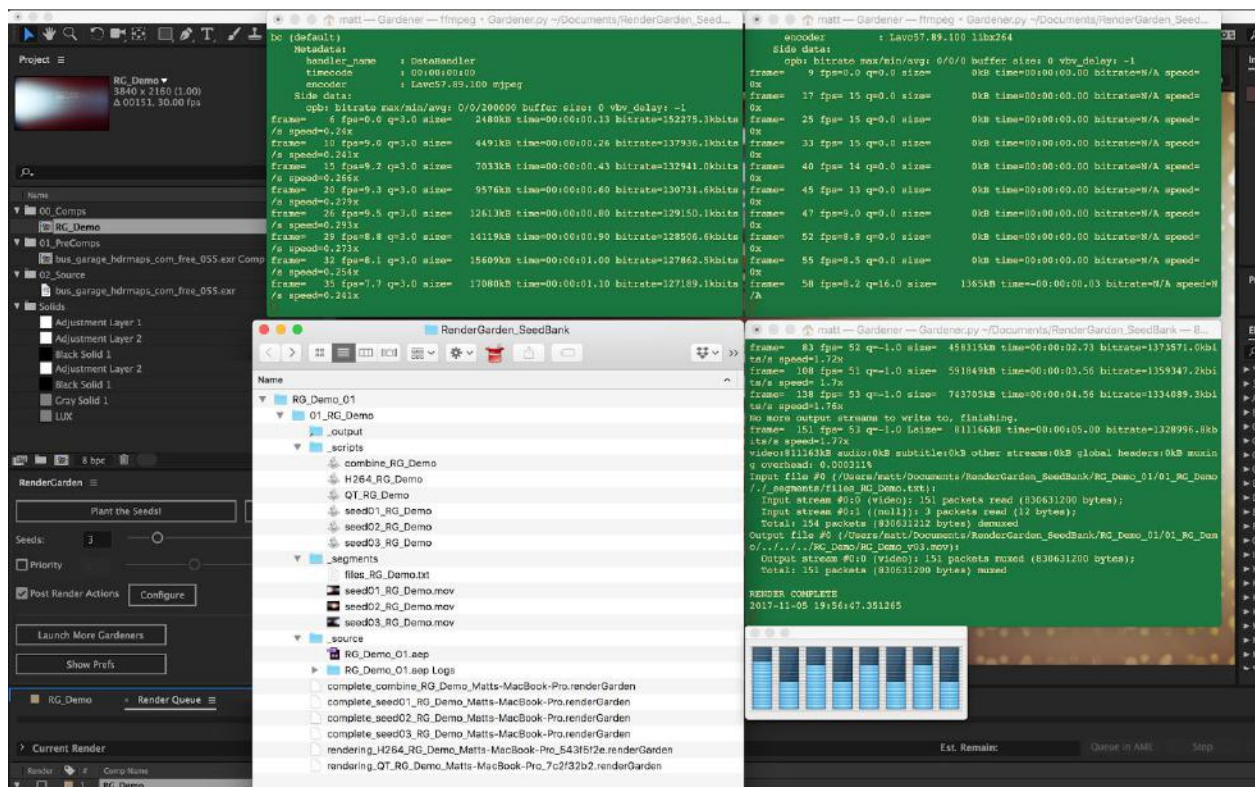 matt — Gardener — ffmpeg • Gardener.py ~/Documents/RenderGarden_Seed...
matt — Gardener — ffmpeg • Gardener.py ~/Documents/RenderGarden_Seed...
Project
RG_Demo
3840 x 2160 (1.00)
Δ 00151, 30.00 fps
Name
00_Comps
RG_Demo
01_PreComps
bus_garage_hdrmaps_com_free_055.exr Comp
02_Source
bus_garage_hdrmaps_com_free_055.exr
Solids
Adjustment Layer 1
Adjustment Layer 2
Black Solid 1
Adjustment Layer 2
Black Solid 1
Gray Solid 1
LUX
8 bpc
RenderGarden
Plant the Seeds!
Seeds: 3
Priority
Post Render Actions Configure
Launch More Gardeners
Show Prefs
RG_Demo × Render Queue
Current Render
Render # Comp Name
1 RG_Demo
bc (default)
Metadata:
handler_name : DataHandler
timecode : 00:00:00:00
encoder : Lavc57.89.100 mjpeg
Side data:
cpb: bitrate max/min/avg: 0/0/200000 buffer size: 0 vbv_delay: -1
frame= 6 fps=0.0 q=3.0 size= 2480kB time=00:00:00.13 bitrate=152275.3kbits
/s speed=0.24x
frame= 10 fps=9.0 q=3.0 size= 4491kB time=00:00:00.26 bitrate=137936.1kbits
/s speed=0.241x
frame= 15 fps=9.2 q=3.0 size= 7033kB time=00:00:00.43 bitrate=132941.0kbits
/s speed=0.266x
frame= 20 fps=9.3 q=3.0 size= 9576kB time=00:00:00.60 bitrate=130731.6kbits
/s speed=0.279x
frame= 26 fps=9.5 q=3.0 size= 12613kB time=00:00:00.80 bitrate=129150.1kbits
/s speed=0.293x
frame= 29 fps=8.8 q=3.0 size= 14119kB time=00:00:00.90 bitrate=128506.6kbits
/s speed=0.273x
frame= 32 fps=8.1 q=3.0 size= 15609kB time=00:00:01.00 bitrate=127862.5kbits
/s speed=0.254x
frame= 35 fps=7.7 q=3.0 size= 17080kB time=00:00:01.10 bitrate=127189.1kbits
/s speed=0.241x
encoder : Lavc57.89.100 libx264
Side data:
cpb: bitrate max/min/avg: 0/0/0 buffer size: 0 vbv_delay: -1
frame= 9 fps=0.0 q=0.0 size= 0kB time=00:00:00.00 bitrate=N/A speed=
0x
frame= 17 fps= 15 q=0.0 size= 0kB time=00:00:00.00 bitrate=N/A speed=
0x
frame= 25 fps= 15 q=0.0 size= 0kB time=00:00:00.00 bitrate=N/A speed=
0x
frame= 33 fps= 15 q=0.0 size= 0kB time=00:00:00.00 bitrate=N/A speed=
0x
frame= 40 fps= 14 q=0.0 size= 0kB time=00:00:00.00 bitrate=N/A speed=
0x
frame= 45 fps= 13 q=0.0 size= 0kB time=00:00:00.00 bitrate=N/A speed=
0x
frame= 47 fps=9.0 q=0.0 size= 0kB time=00:00:00.00 bitrate=N/A speed=
0x
frame= 52 fps=8.8 q=0.0 size= 0kB time=00:00:00.00 bitrate=N/A speed=
0x
frame= 55 fps=8.5 q=0.0 size= 0kB time=00:00:00.00 bitrate=N/A speed=
0x
frame= 58 fps=8.2 q=16.0 size= 1365kB time=-00:00:00.03 bitrate=N/A speed=N
/A
RenderGarden_SeedBank
Name
RG_Demo_01
01_RG_Demo
_output
_scripts
combine_RG_Demo
H264_RG_Demo
QT_RG_Demo
seed01_RG_Demo
seed02_RG_Demo
seed03_RG_Demo
_segments
files_RG_Demo.txt
seed01_RG_Demo.mov
seed02_RG_Demo.mov
seed03_RG_Demo.mov
_source
RG_Demo_01.aep
RG_Demo_01.aep Logs
complete_combine_RG_Demo_Matts-MacBook-Pro.renderGarden
complete_seed01_RG_Demo_Matts-MacBook-Pro.renderGarden
complete_seed02_RG_Demo_Matts-MacBook-Pro.renderGarden
complete_seed03_RG_Demo_Matts-MacBook-Pro.renderGarden
rendering_H264_RG_Demo_Matts-MacBook-Pro_543f5f2e.renderGarden
rendering_QT_RG_Demo_Matts-MacBook-Pro_7c2f32b2.renderGarden
matt — Gardener — Gardener.py ~/Documents/RenderGarden_SeedBank — 8...
frame= 83 fps= 52 q=-1.0 size= 458315kB time=00:00:02.73 bitrate=1373571.0kbi
ts/s speed=1.72x
frame= 108 fps= 51 q=-1.0 size= 591849kB time=00:00:03.56 bitrate=1359347.2kbi
ts/s speed= 1.7x
frame= 138 fps= 53 q=-1.0 size= 743705kB time=00:00:04.56 bitrate=1334089.3kbi
ts/s speed=1.76x
No more output streams to write to, finishing.
frame= 151 fps= 53 q=-1.0 Lsize= 811166kB time=00:00:05.00 bitrate=1328996.8kb
its/s speed=1.77x
video:811163kB audio:0kB subtitle:0kB other streams:0kB global headers:0kB muxin
g overhead: 0.000311%
Input file #0 (/Users/matt/Documents/RenderGarden_SeedBank/RG_Demo_01/01_RG_Demo
/./_segments/files_RG_Demo.txt):
Input stream #0:0 (video): 151 packets read (830631200 bytes);
Input stream #0:1 ((null)): 3 packets read (12 bytes);
Total: 154 packets (830631212 bytes) demuxed
Output file #0 (/Users/matt/Documents/RenderGarden_SeedBank/RG_Demo_01/01_RG_Dem
o/../../../RG_Demo/RG_Demo_v03.mov):
Output stream #0:0 (video): 151 packets muxed (830631200 bytes);
Total: 151 packets (830631200 bytes) muxed
RENDER COMPLETE
2017-11-05 19:56:47.351265
Est. Remain:
Queue in AME
Stop